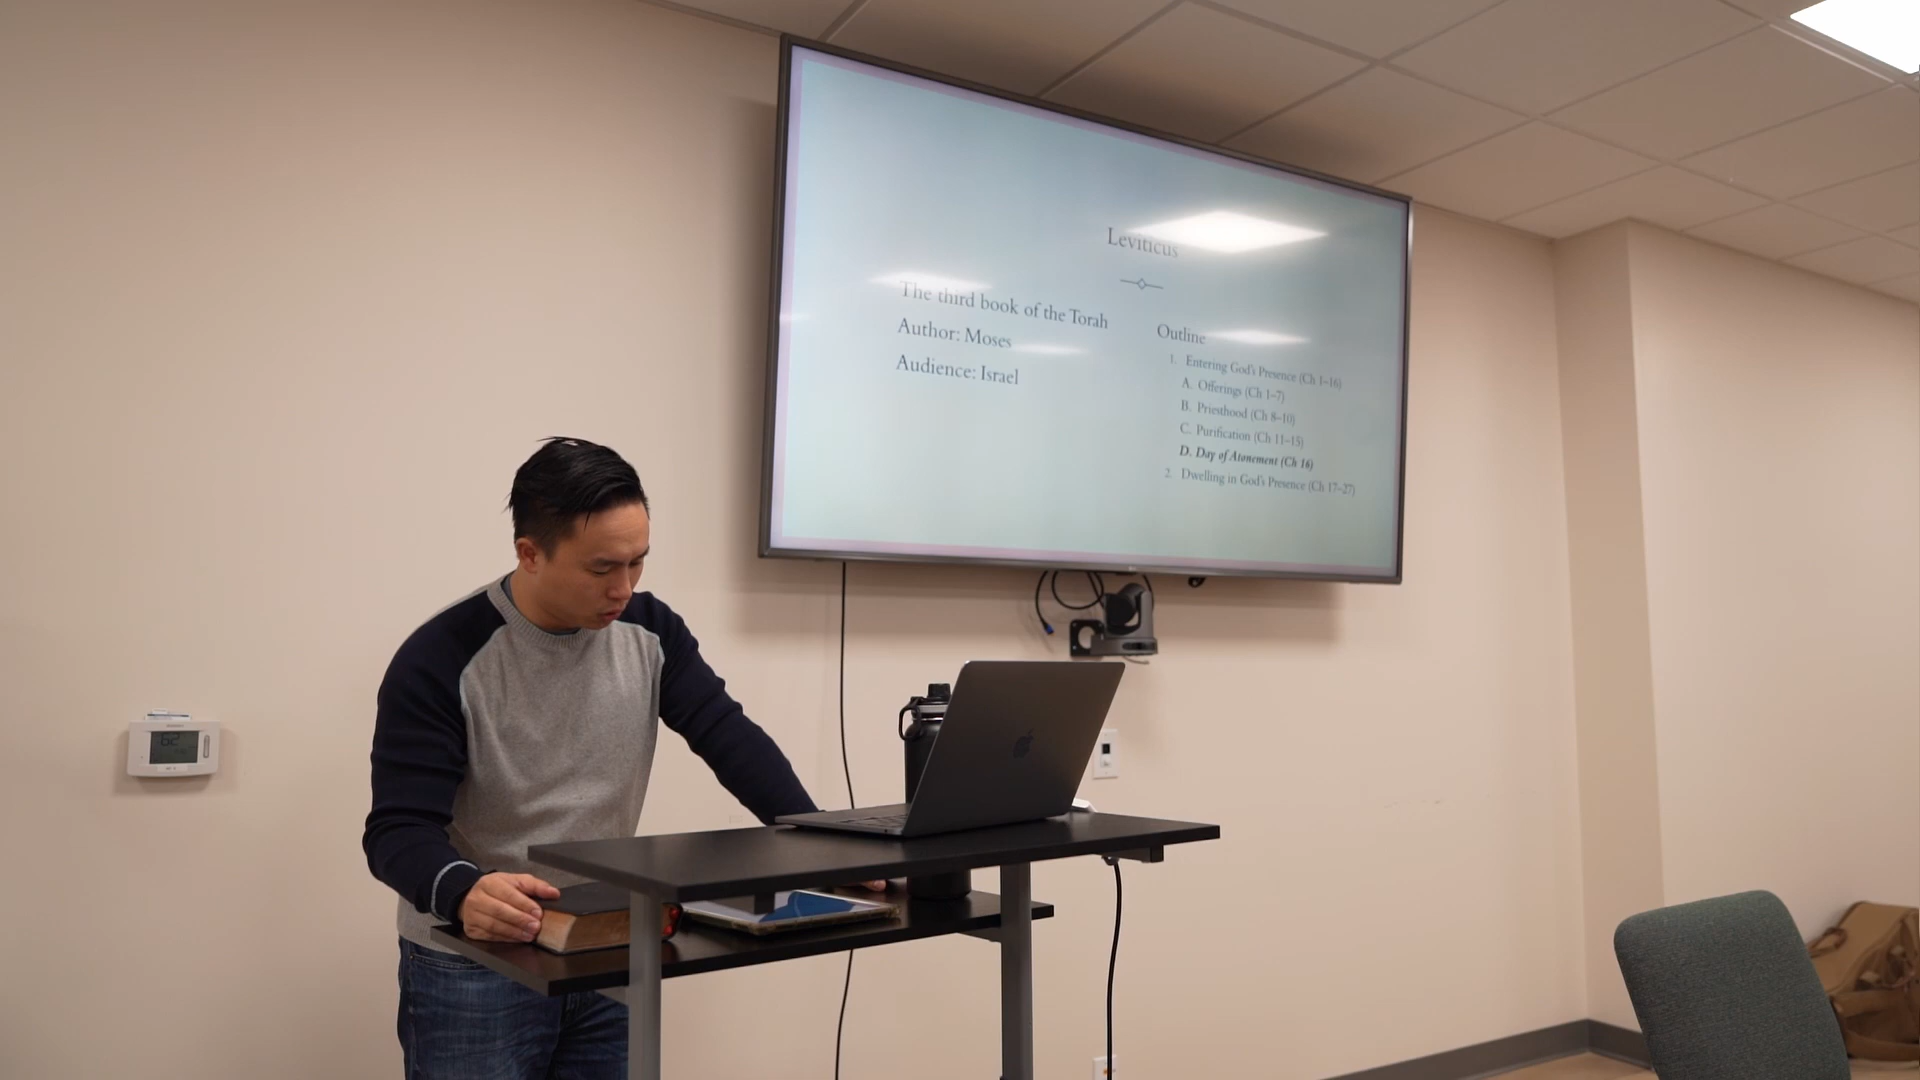 Leviticus
The third book of the Torah
Author: Moses
Audience: Israel
Outline
1. Entering God's Presence (Ch 1–16)
A. Offerings (Ch 1–7)
B. Priesthood (Ch 8–10)
C. Purification (Ch 11–15)
D. Day of Atonement (Ch 16)
2. Dwelling in God's Presence (Ch 17–27)
62